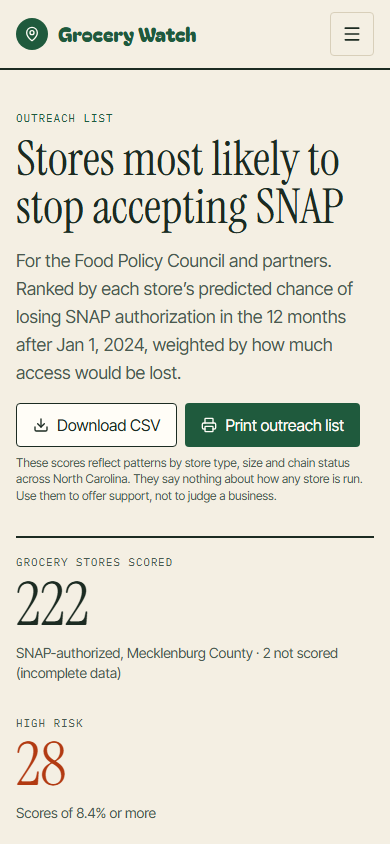 Grocery Watch
OUTREACH LIST
Stores most likely to
stop accepting SNAP
For the Food Policy Council and partners.
Ranked by each store’s predicted chance of
losing SNAP authorization in the 12 months
after Jan 1, 2024, weighted by how much
access would be lost.
Download CSV
Print outreach list
These scores reflect patterns by store type, size and chain status
across North Carolina. They say nothing about how any store is run.
Use them to offer support, not to judge a business.
GROCERY STORES SCORED
222
SNAP-authorized, Mecklenburg County · 2 not scored
(incomplete data)
HIGH RISK
28
Scores of 8.4% or more